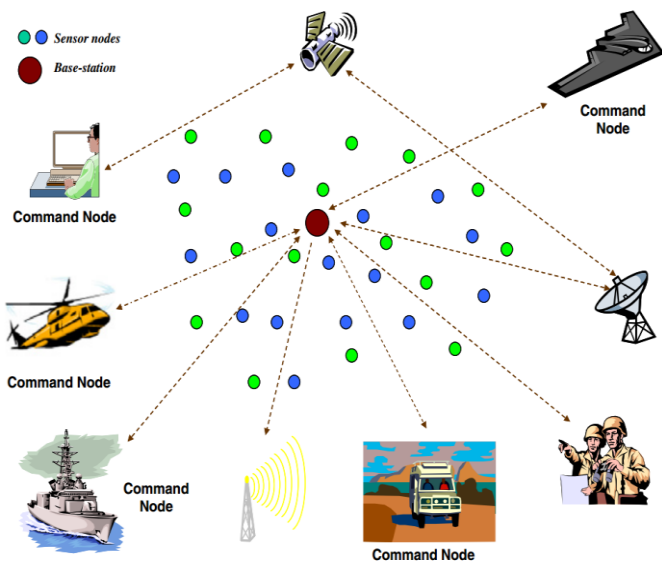 Sensor nodes
Base-station
Command
Node
Command Node
Command Node
Command
Node
Command Node